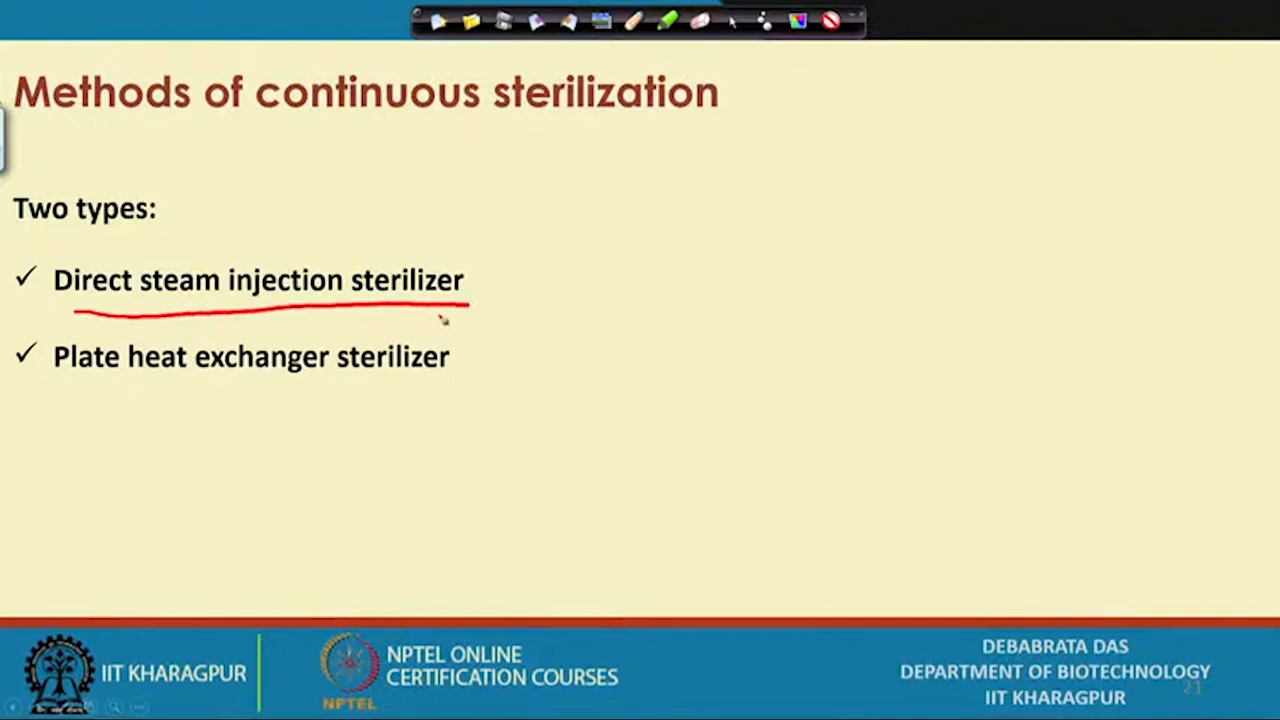 Methods of continuous sterilization
Two types:
✓ Direct steam injection sterilizer
✓ Plate heat exchanger sterilizer
IIT KHARAGPUR
NPTEL
NPTEL ONLINE
CERTIFICATION COURSES
DEBABRATA DAS
DEPARTMENT OF BIOTECHNOLOGY
IIT KHARAGPUR
21